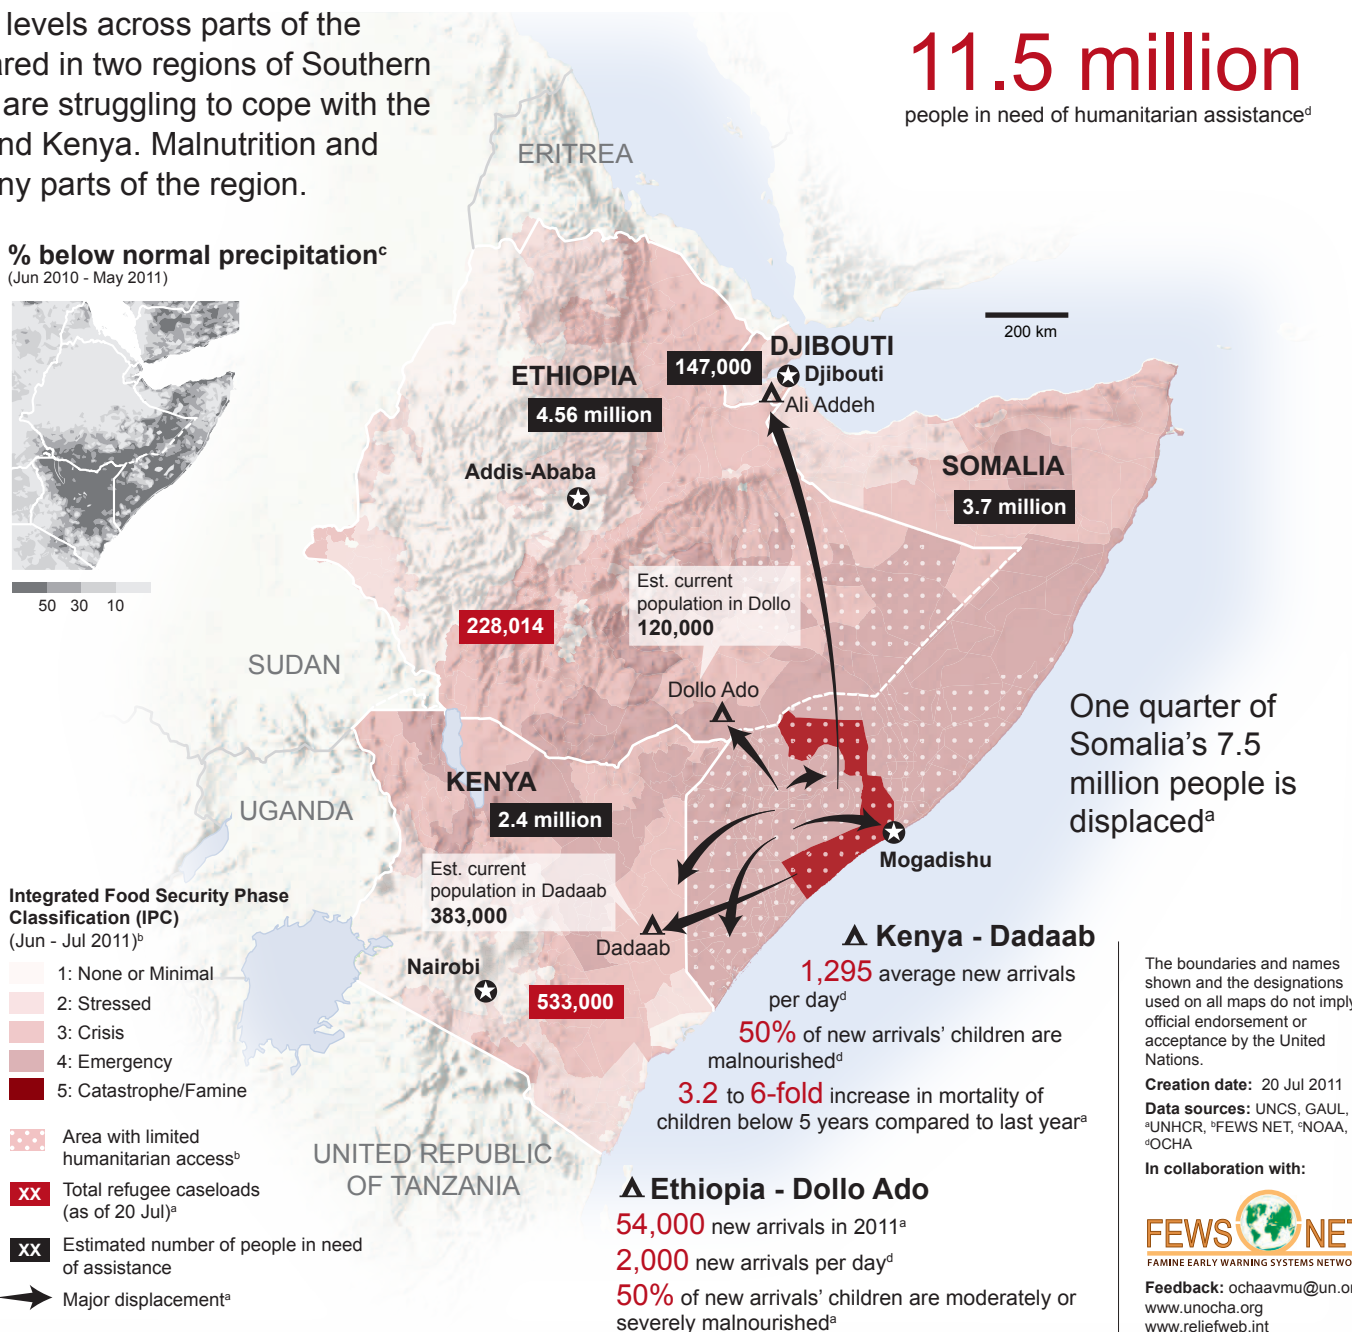 levels across parts of the
ared in two regions of Southern
are struggling to cope with the
nd Kenya. Malnutrition and
ny parts of the region.
11.5 million
people in need of humanitarian assistanceᵈ
% below normal precipitationᶜ
(Jun 2010 - May 2011)
50 30 10
ERITREA
200 km
DJIBOUTI
147,000
Djibouti
Ali Addeh
ETHIOPIA
4.56 million
Addis-Ababa
SOMALIA
3.7 million
Est. current
population in Dollo
120,000
228,014
SUDAN
Dollo Ado
One quarter of
Somalia's 7.5
million people is
displacedᵃ
KENYA
2.4 million
UGANDA
Mogadishu
Est. current
population in Dadaab
383,000
Dadaab
Nairobi
533,000
UNITED REPUBLIC
OF TANZANIA
Integrated Food Security Phase
Classification (IPC)
(Jun - Jul 2011)ᵇ
1: None or Minimal
2: Stressed
3: Crisis
4: Emergency
5: Catastrophe/Famine
Area with limited
humanitarian accessᵇ
XX Total refugee caseloads
(as of 20 Jul)ᵃ
XX Estimated number of people in need
of assistance
Major displacementᵃ
Kenya - Dadaab
1,295 average new arrivals
per dayᵈ
50% of new arrivals' children are
malnourishedᵈ
3.2 to 6-fold increase in mortality of
children below 5 years compared to last yearᵃ
Ethiopia - Dollo Ado
54,000 new arrivals in 2011ᵃ
2,000 new arrivals per dayᵈ
50% of new arrivals' children are moderately or
severely malnourishedᵃ
The boundaries and names
shown and the designations
used on all maps do not imply
official endorsement or
acceptance by the United
Nations.
Creation date: 20 Jul 2011
Data sources: UNCS, GAUL,
ᵃUNHCR, ᵇFEWS NET, ᶜNOAA,
ᵈOCHA
In collaboration with:
FEWS NET
FAMINE EARLY WARNING SYSTEMS NETWO
Feedback: ochaavmu@un.or
www.unocha.org
www.reliefweb.int